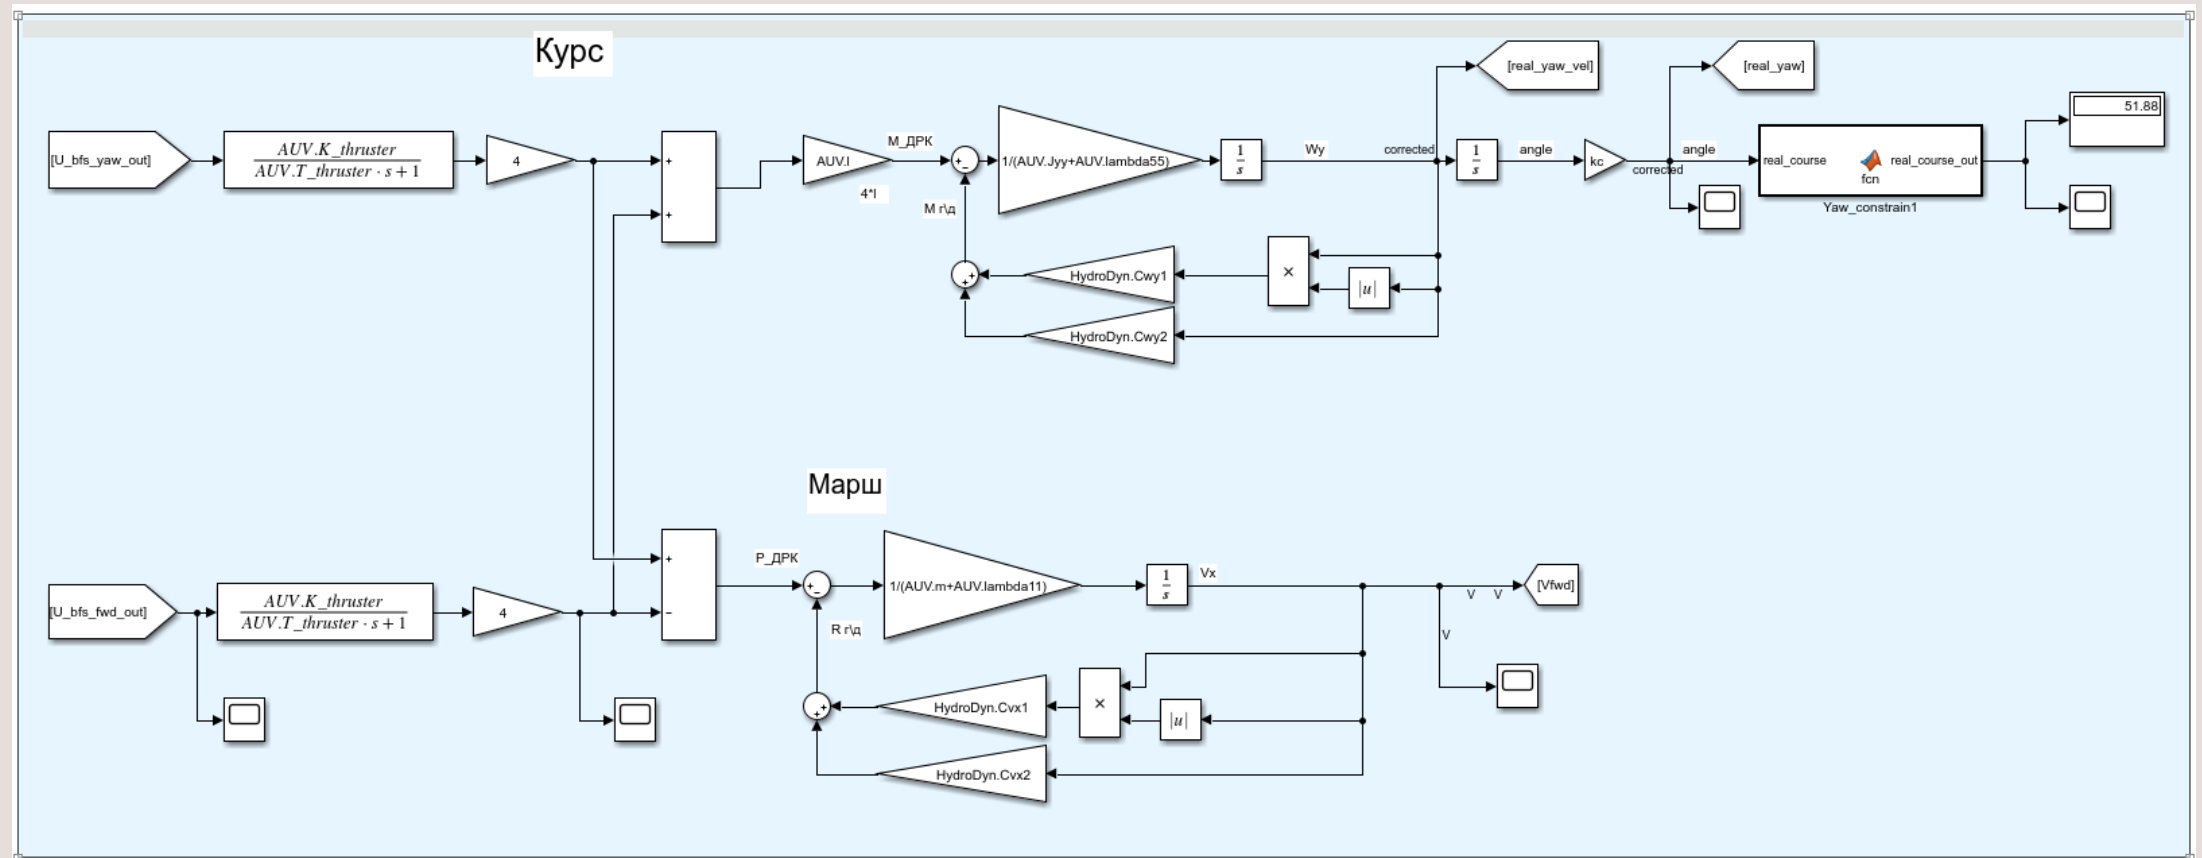 Курс
[real_yaw_vel]
[real_yaw]
51.88
[U_bfs_yaw_out]
AUV.K_thruster
AUV.T_thruster · s + 1
4
+
+
AUV.l
4*l
М_ДРК
+
−
М г\д
1/(AUV.Jyy+AUV.lambda55)
1
s
Wy
corrected
1
s
angle
kc
corrected
angle
real_course
fcn
real_course_out
Yaw_constrain1
+
+
HydroDyn.Cwy1
×
|u|
HydroDyn.Cwy2
Марш
[U_bfs_fwd_out]
AUV.K_thruster
AUV.T_thruster · s + 1
4
+
−
Р_ДРК
+
−
R г\д
1/(AUV.m+AUV.lambda11)
1
s
Vx
V V
V
[Vfwd]
+
+
HydroDyn.Cvx1
×
|u|
HydroDyn.Cvx2